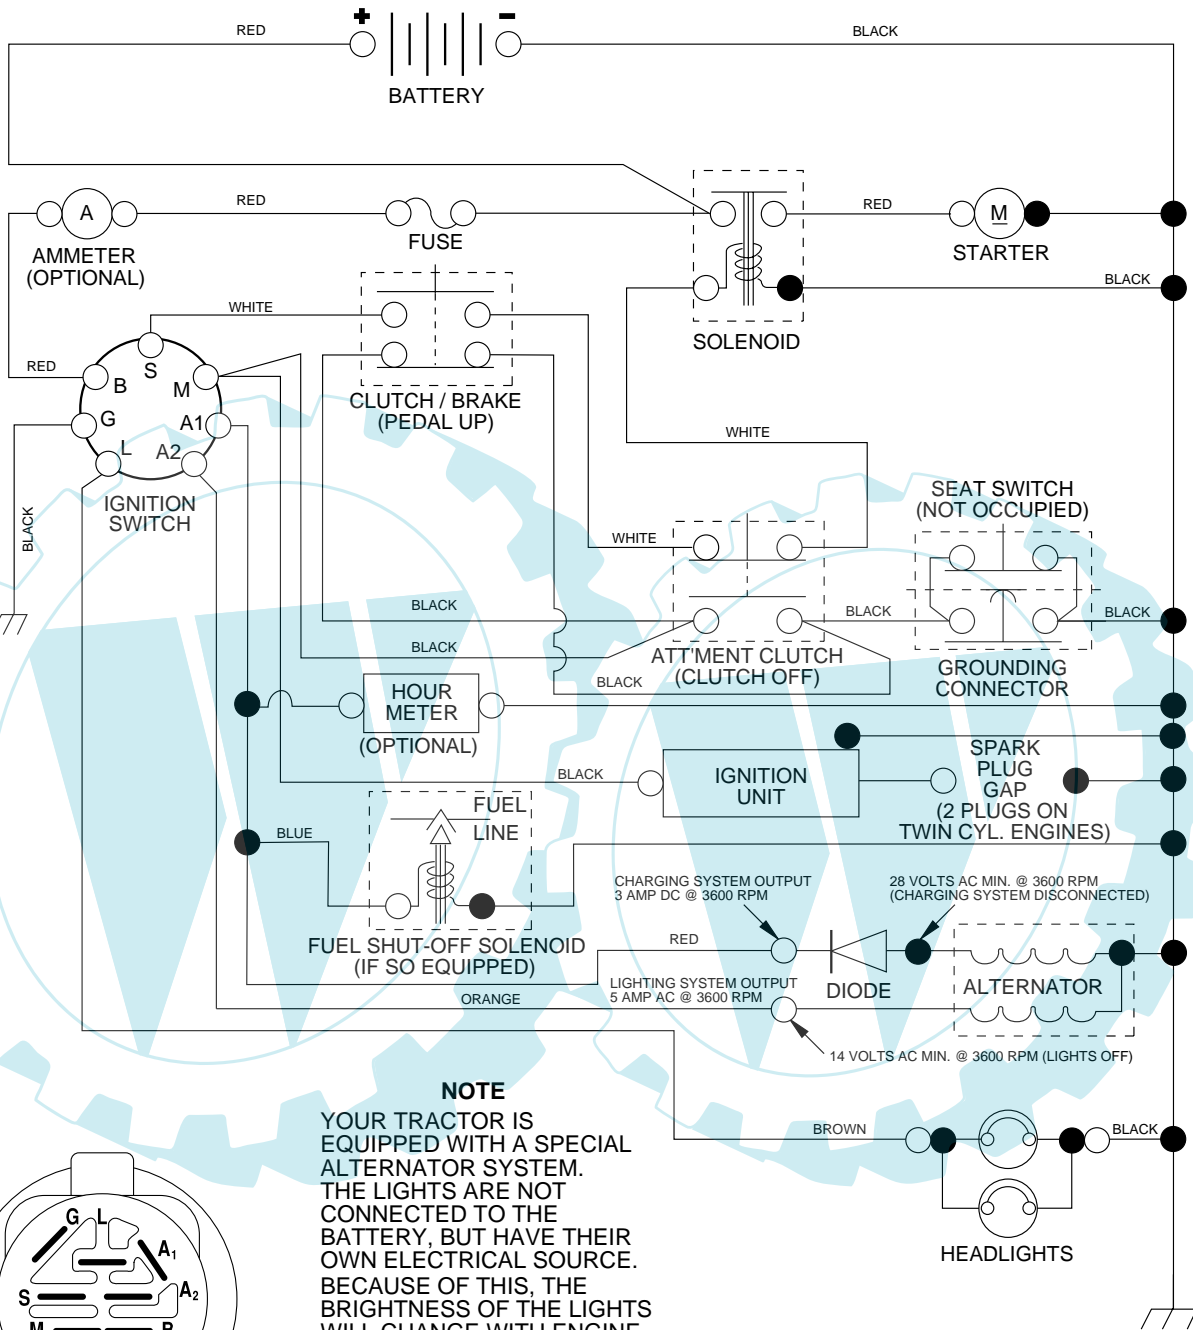 + -
RED
BLACK
BATTERY
A
RED
RED
M
AMMETER
(OPTIONAL)
FUSE
STARTER
BLACK
WHITE
SOLENOID
RED
S
B
M
G
A1
L
A2
CLUTCH / BRAKE
(PEDAL UP)
WHITE
IGNITION
SWITCH
BLACK
SEAT SWITCH
(NOT OCCUPIED)
WHITE
BLACK
BLACK
BLACK
BLACK
ATT'MENT CLUTCH
(CLUTCH OFF)
BLACK
GROUNDING
CONNECTOR
HOUR
METER
(OPTIONAL)
BLACK
IGNITION
UNIT
SPARK
PLUG
GAP
(2 PLUGS ON
TWIN CYL. ENGINES)
FUEL
LINE
BLUE
CHARGING SYSTEM OUTPUT
3 AMP DC @ 3600 RPM
28 VOLTS AC MIN. @ 3600 RPM
(CHARGING SYSTEM DISCONNECTED)
FUEL SHUT-OFF SOLENOID
(IF SO EQUIPPED)
RED
LIGHTING SYSTEM OUTPUT
5 AMP AC @ 3600 RPM
DIODE
ALTERNATOR
ORANGE
14 VOLTS AC MIN. @ 3600 RPM (LIGHTS OFF)
NOTE
YOUR TRACTOR IS
EQUIPPED WITH A SPECIAL
ALTERNATOR SYSTEM.
THE LIGHTS ARE NOT
CONNECTED TO THE
BATTERY, BUT HAVE THEIR
OWN ELECTRICAL SOURCE.
BECAUSE OF THIS, THE
BRIGHTNESS OF THE LIGHTS
WILL CHANGE WITH ENGINE
BROWN
BLACK
HEADLIGHTS
G L
A1
A2
S
M B